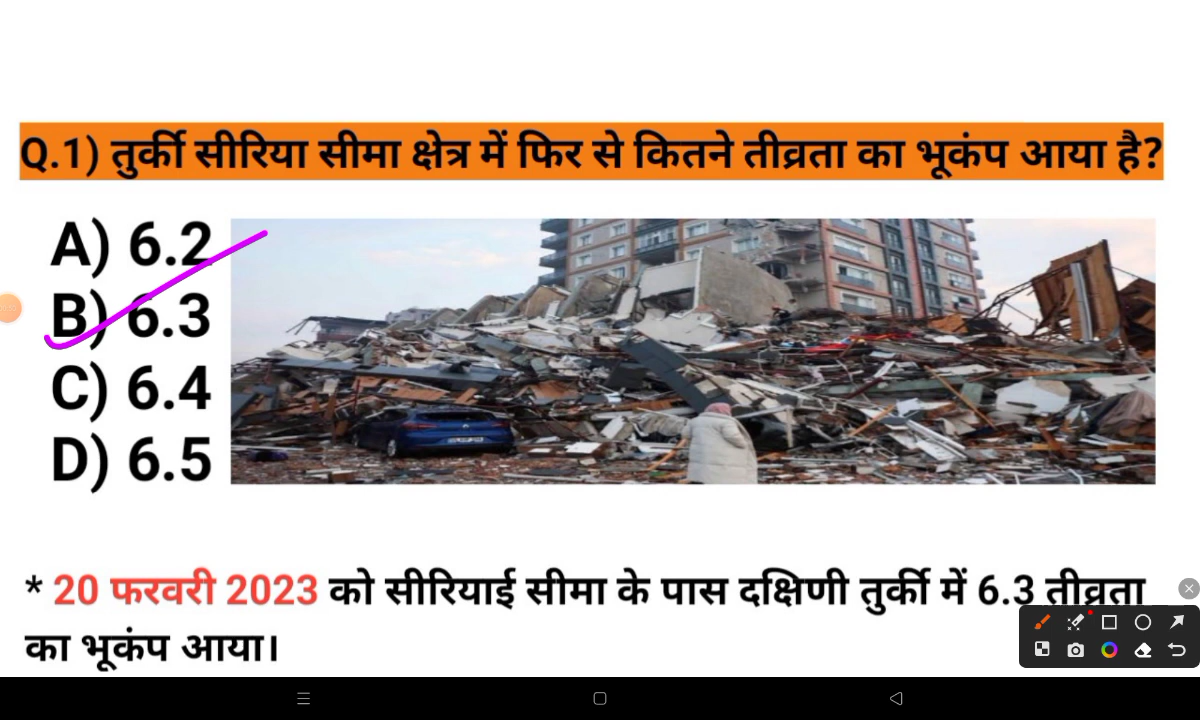 Q.1) तुर्की सीरिया सीमा क्षेत्र में फिर से कितने तीव्रता का भूकंप आया है?
A) 6.2
B) 6.3
C) 6.4
D) 6.5
* 20 फरवरी 2023 को सीरियाई सीमा के पास दक्षिणी तुर्की में 6.3 तीव्रता
का भूकंप आया।